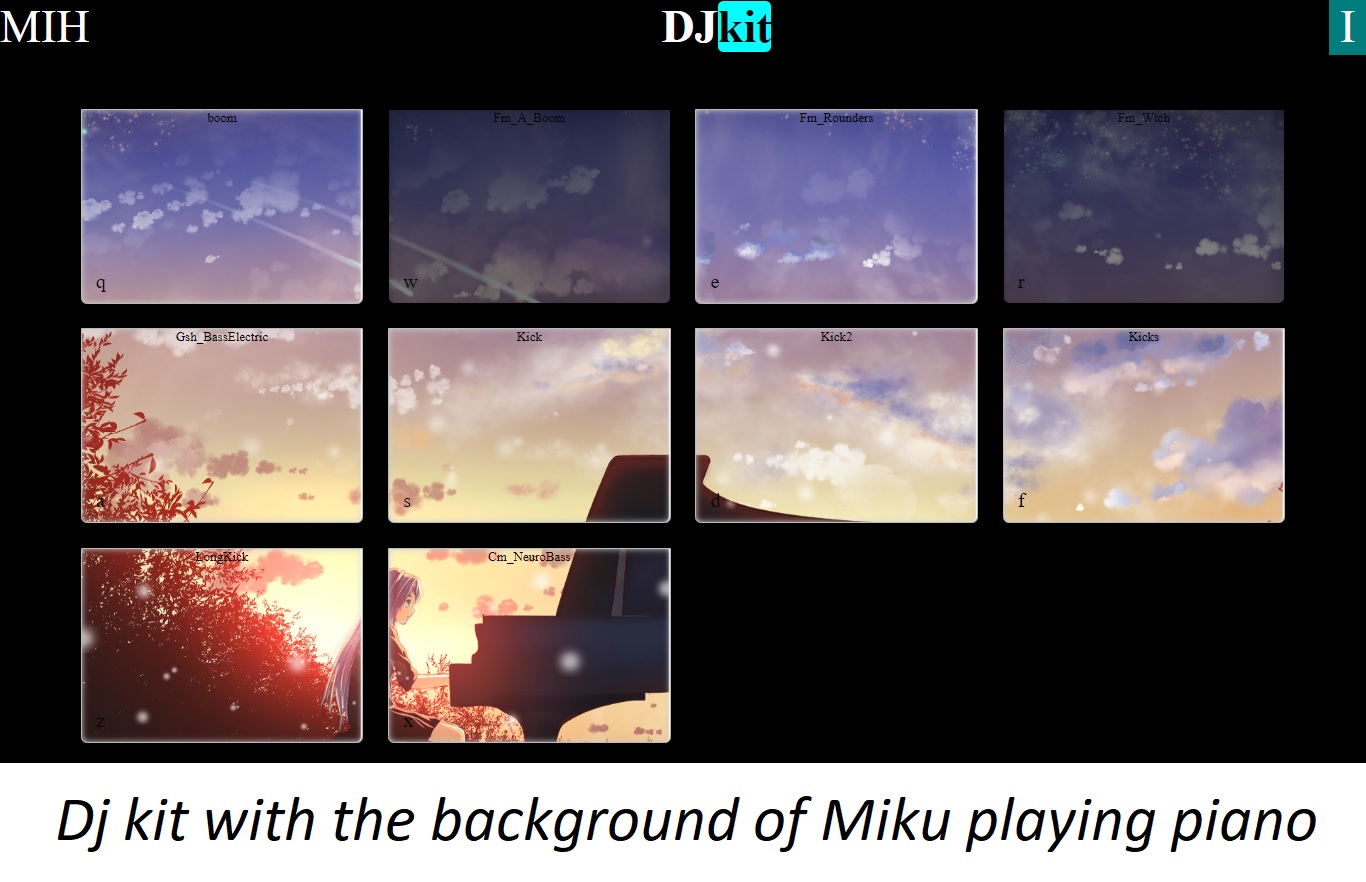 MIH DJkit I
boom Fm_A_Boom Fm_Rounders Fm_Wtch
q w e r
Gsh_BassElectric Kick Kick2 Kicks
a s d f
LongKick Cm_NeuroBass
z x
Dj kit with the background of Miku playing piano